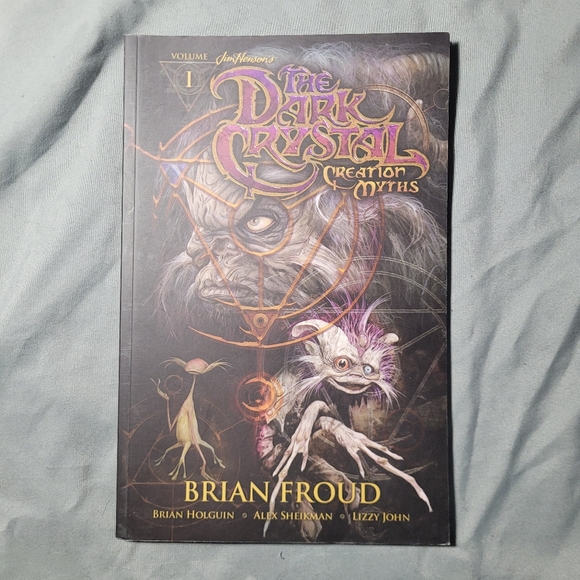 VOLUME
1
Jim Henson's
THE
DARK
CRYSTAL
CREATION
MYTHS
BRIAN FROUD
BRIAN HOLGUIN • ALEX SHEIKMAN • LIZZY JOHN